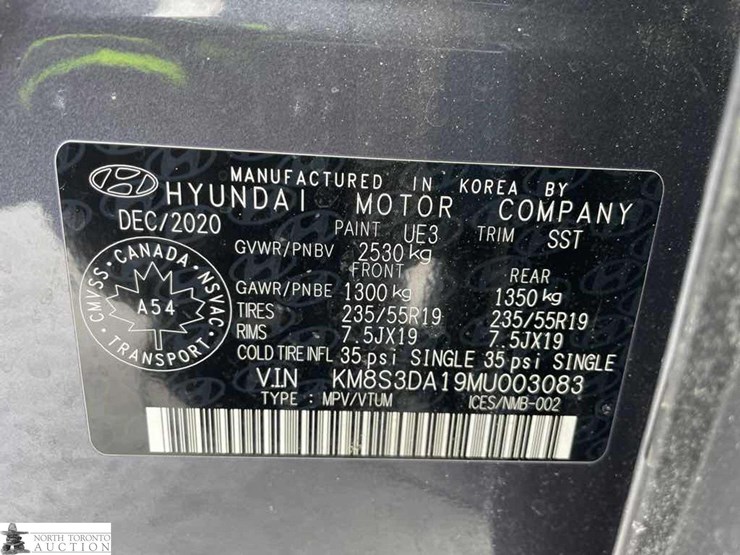 MANUFACTURED IN KOREA BY
HYUNDAI MOTOR COMPANY
DEC/2020 PAINT UE3 TRIM SST
GVWR/PNBV 2530 kg
FRONT REAR
GAWR/PNBE 1300 kg 1350 kg
TIRES 235/55R19 235/55R19
RIMS 7.5JX19 7.5JX19
COLD TIRE INFL 35 psi SINGLE 35 psi SINGLE
V.I.N KM8S3DA19MU003083
TYPE : MPV/VTUM ICES/NMB-002
CMVSS · CANADA · NSVAC
A54
TRANSPORT
NORTH TORONTO
AUCTION